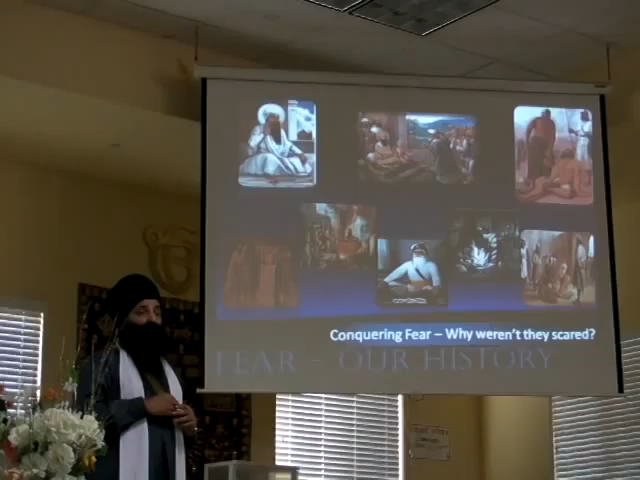 ੴ
Conquering Fear – Why weren't they scared?
FEAR – OUR HISTORY